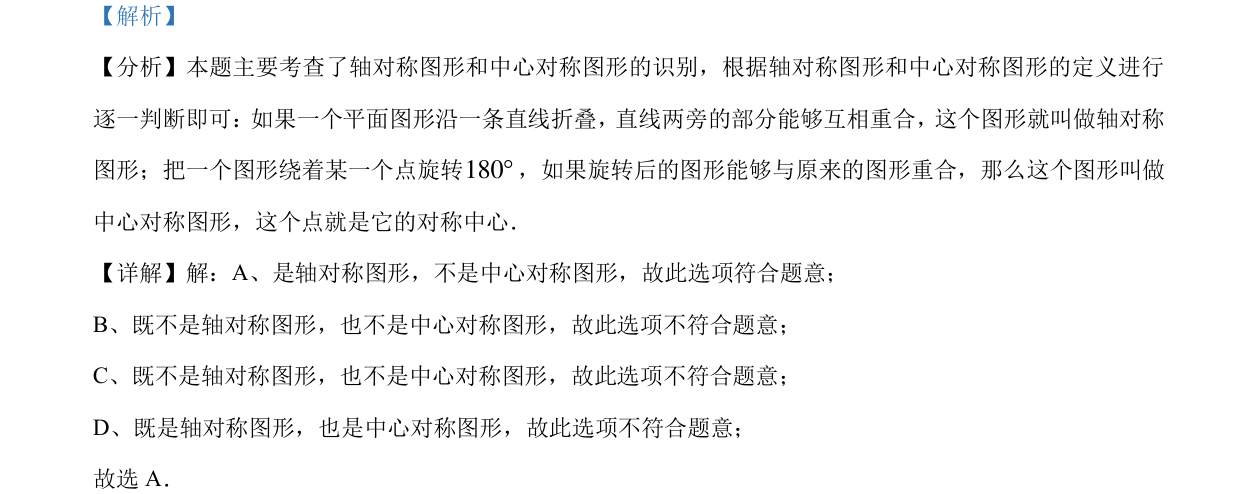 【解析】
【分析】本题主要考查了轴对称图形和中心对称图形的识别，根据轴对称图形和中心对称图形的定义进行
逐一判断即可：如果一个平面图形沿一条直线折叠，直线两旁的部分能够互相重合，这个图形就叫做轴对称
图形；把一个图形绕着某一个点旋转180°，如果旋转后的图形能够与原来的图形重合，那么这个图形叫做
中心对称图形，这个点就是它的对称中心．
【详解】解：A、是轴对称图形，不是中心对称图形，故此选项符合题意；
B、既不是轴对称图形，也不是中心对称图形，故此选项不符合题意；
C、既不是轴对称图形，也不是中心对称图形，故此选项不符合题意；
D、既是轴对称图形，也是中心对称图形，故此选项不符合题意；
故选 A．